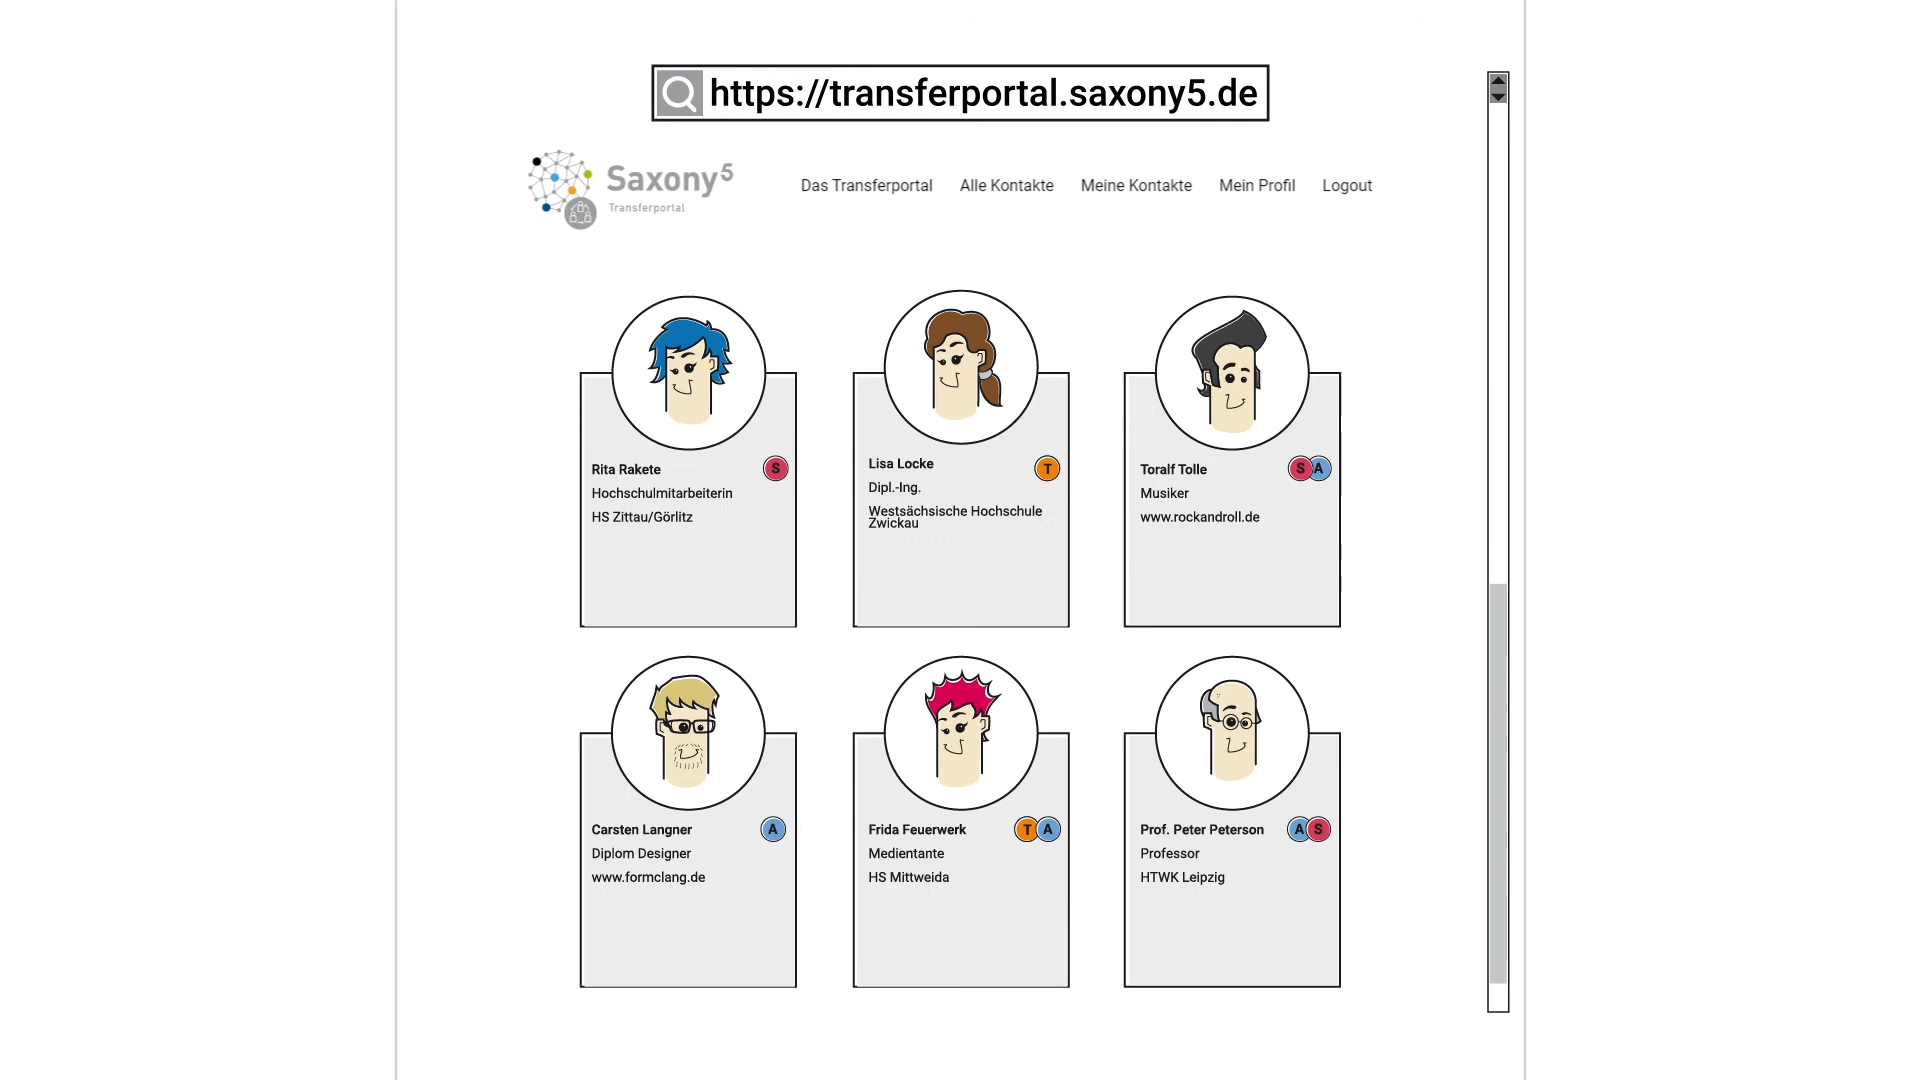 https://transferportal.saxony5.de
Saxony⁵
Transferportal
Das Transferportal Alle Kontakte Meine Kontakte Mein Profil Logout
Rita Rakete S
Hochschulmitarbeiterin
HS Zittau/Görlitz
Lisa Locke T
Dipl.-Ing.
Westsächsische Hochschule
Zwickau
Toralf Tolle S A
Musiker
www.rockandroll.de
Carsten Langner A
Diplom Designer
www.formclang.de
Frida Feuerwerk T A
Medientante
HS Mittweida
Prof. Peter Peterson A S
Professor
HTWK Leipzig